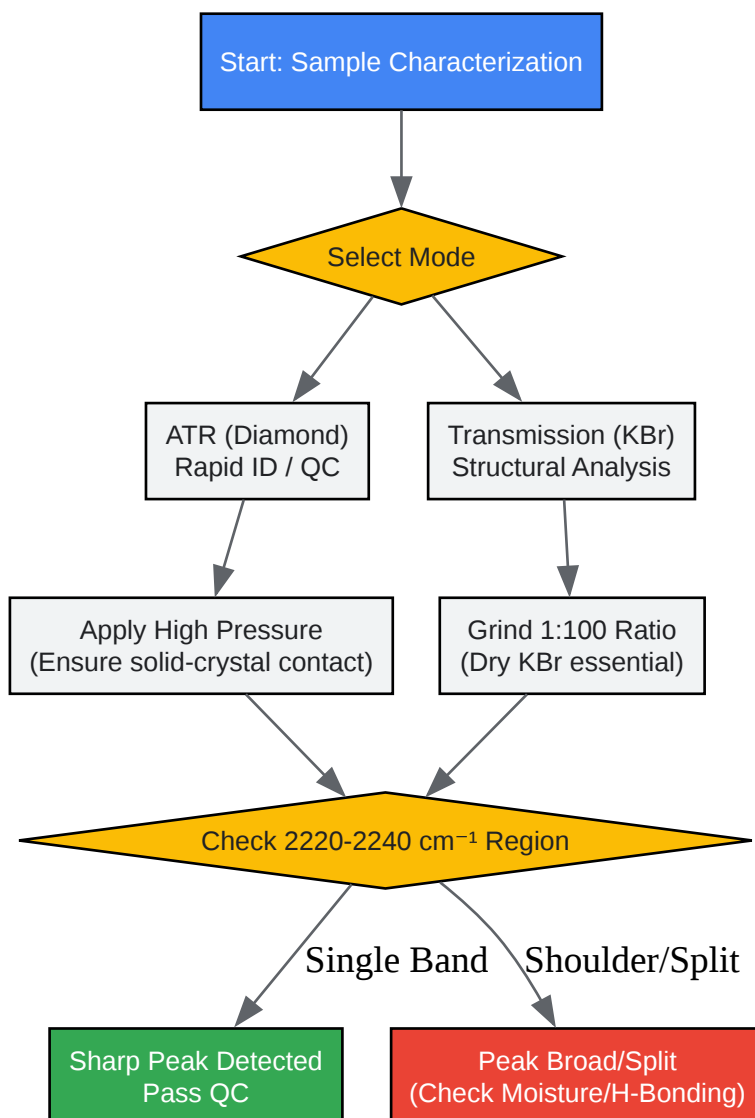 Start: Sample Characterization
Select Mode
ATR (Diamond)
Rapid ID / QC
Transmission (KBr)
Structural Analysis
Apply High Pressure
(Ensure solid-crystal contact)
Grind 1:100 Ratio
(Dry KBr essential)
Check 2220-2240 cm⁻¹ Region
Single Band
Shoulder/Split
Sharp Peak Detected
Pass QC
Peak Broad/Split
(Check Moisture/H-Bonding)